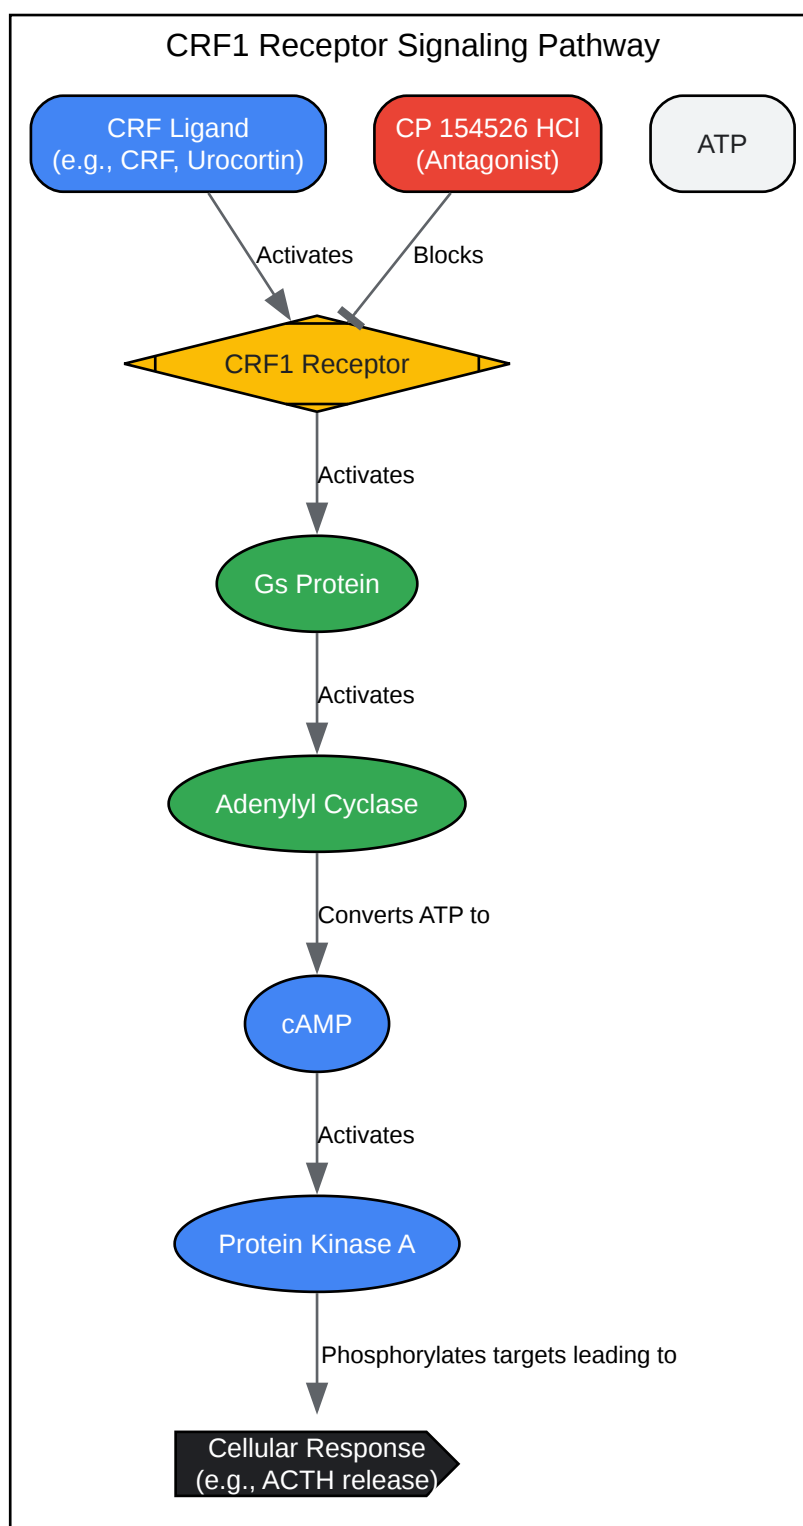 CRF1 Receptor Signaling Pathway
CRF Ligand
(e.g., CRF, Urocortin)
CP 154526 HCl
(Antagonist)
ATP
Activates
Blocks
CRF1 Receptor
Activates
Gs Protein
Activates
Adenylyl Cyclase
Converts ATP to
cAMP
Activates
Protein Kinase A
Phosphorylates targets leading to
Cellular Response
(e.g., ACTH release)